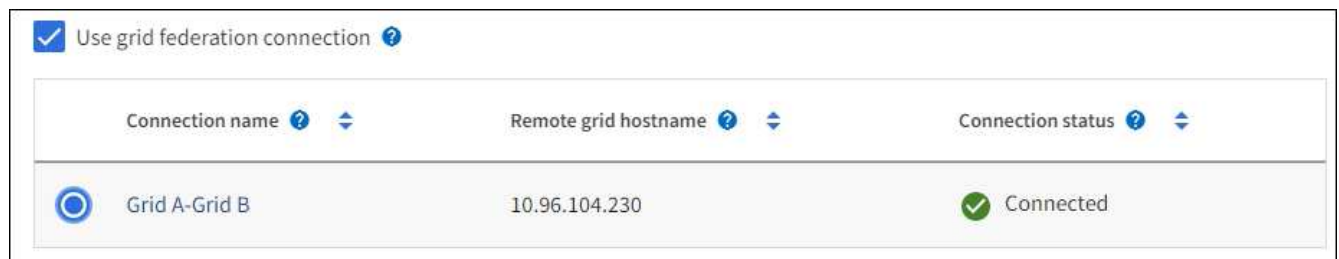 Use grid federation connection ?
Connection name ? Remote grid hostname ? Connection status ?
Grid A-Grid B 10.96.104.230 Connected